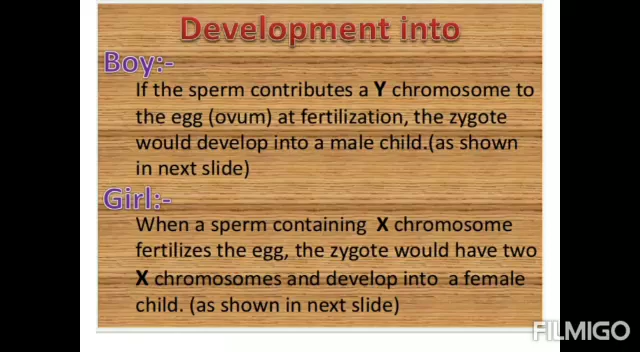 Development into
Boy:-
If the sperm contributes a Y chromosome to
the egg (ovum) at fertilization, the zygote
would develop into a male child.(as shown
in next slide)
Girl:-
When a sperm containing X chromosome
fertilizes the egg, the zygote would have two
X chromosomes and develop into a female
child. (as shown in next slide)
FILMIGO